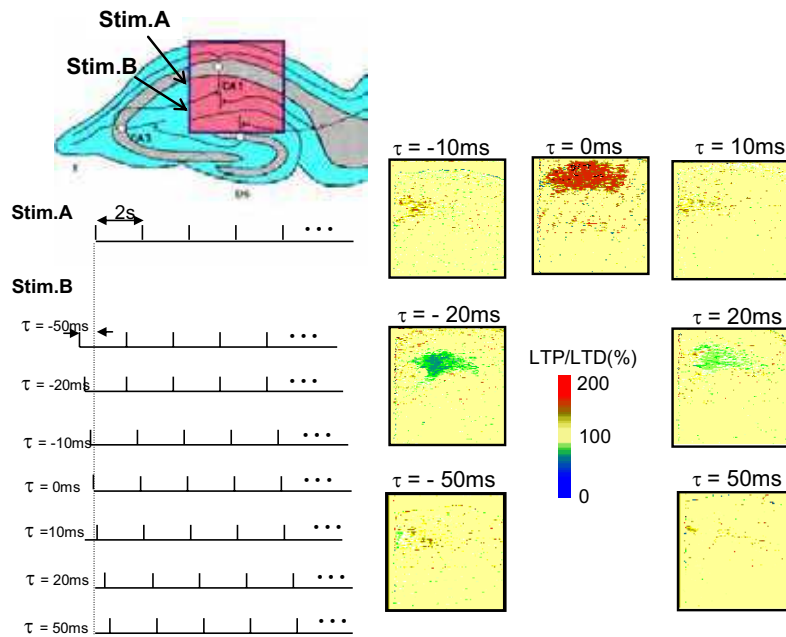 Stim.A
Stim.B
CA1
CA3
Stim.A
2s
Stim.B
τ = -50ms
τ = -20ms
τ = -10ms
τ = 0ms
τ =10ms
τ = 20ms
τ = 50ms
τ = -10ms
τ = 0ms
τ = 10ms
τ = - 20ms
τ = 20ms
LTP/LTD(%)
200
100
0
τ = - 50ms
τ = 50ms